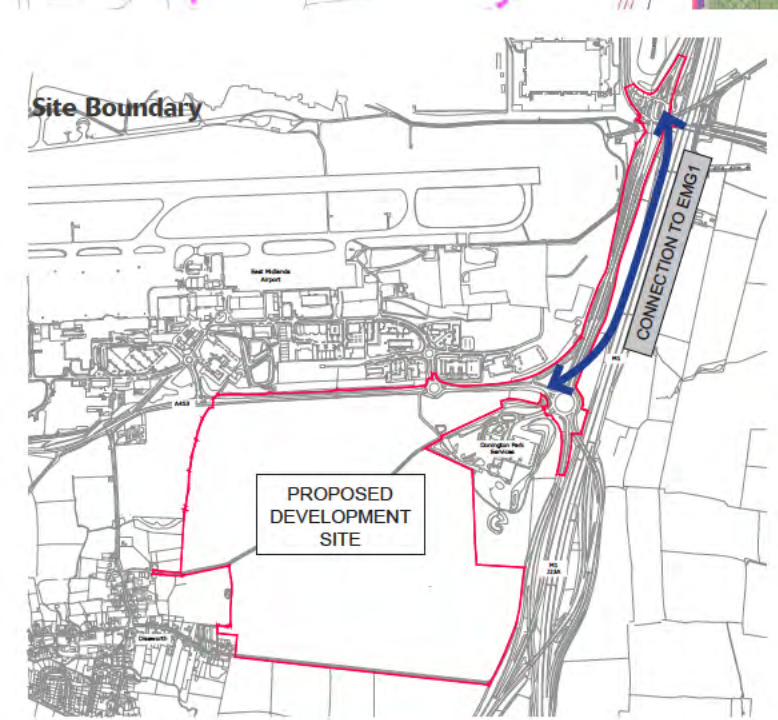 Site Boundary
East Midlands
Airport
CONNECTION TO EMG1
M1
A453
Donington Park
Services
PROPOSED
DEVELOPMENT
SITE
M1
J23A
Diseworth